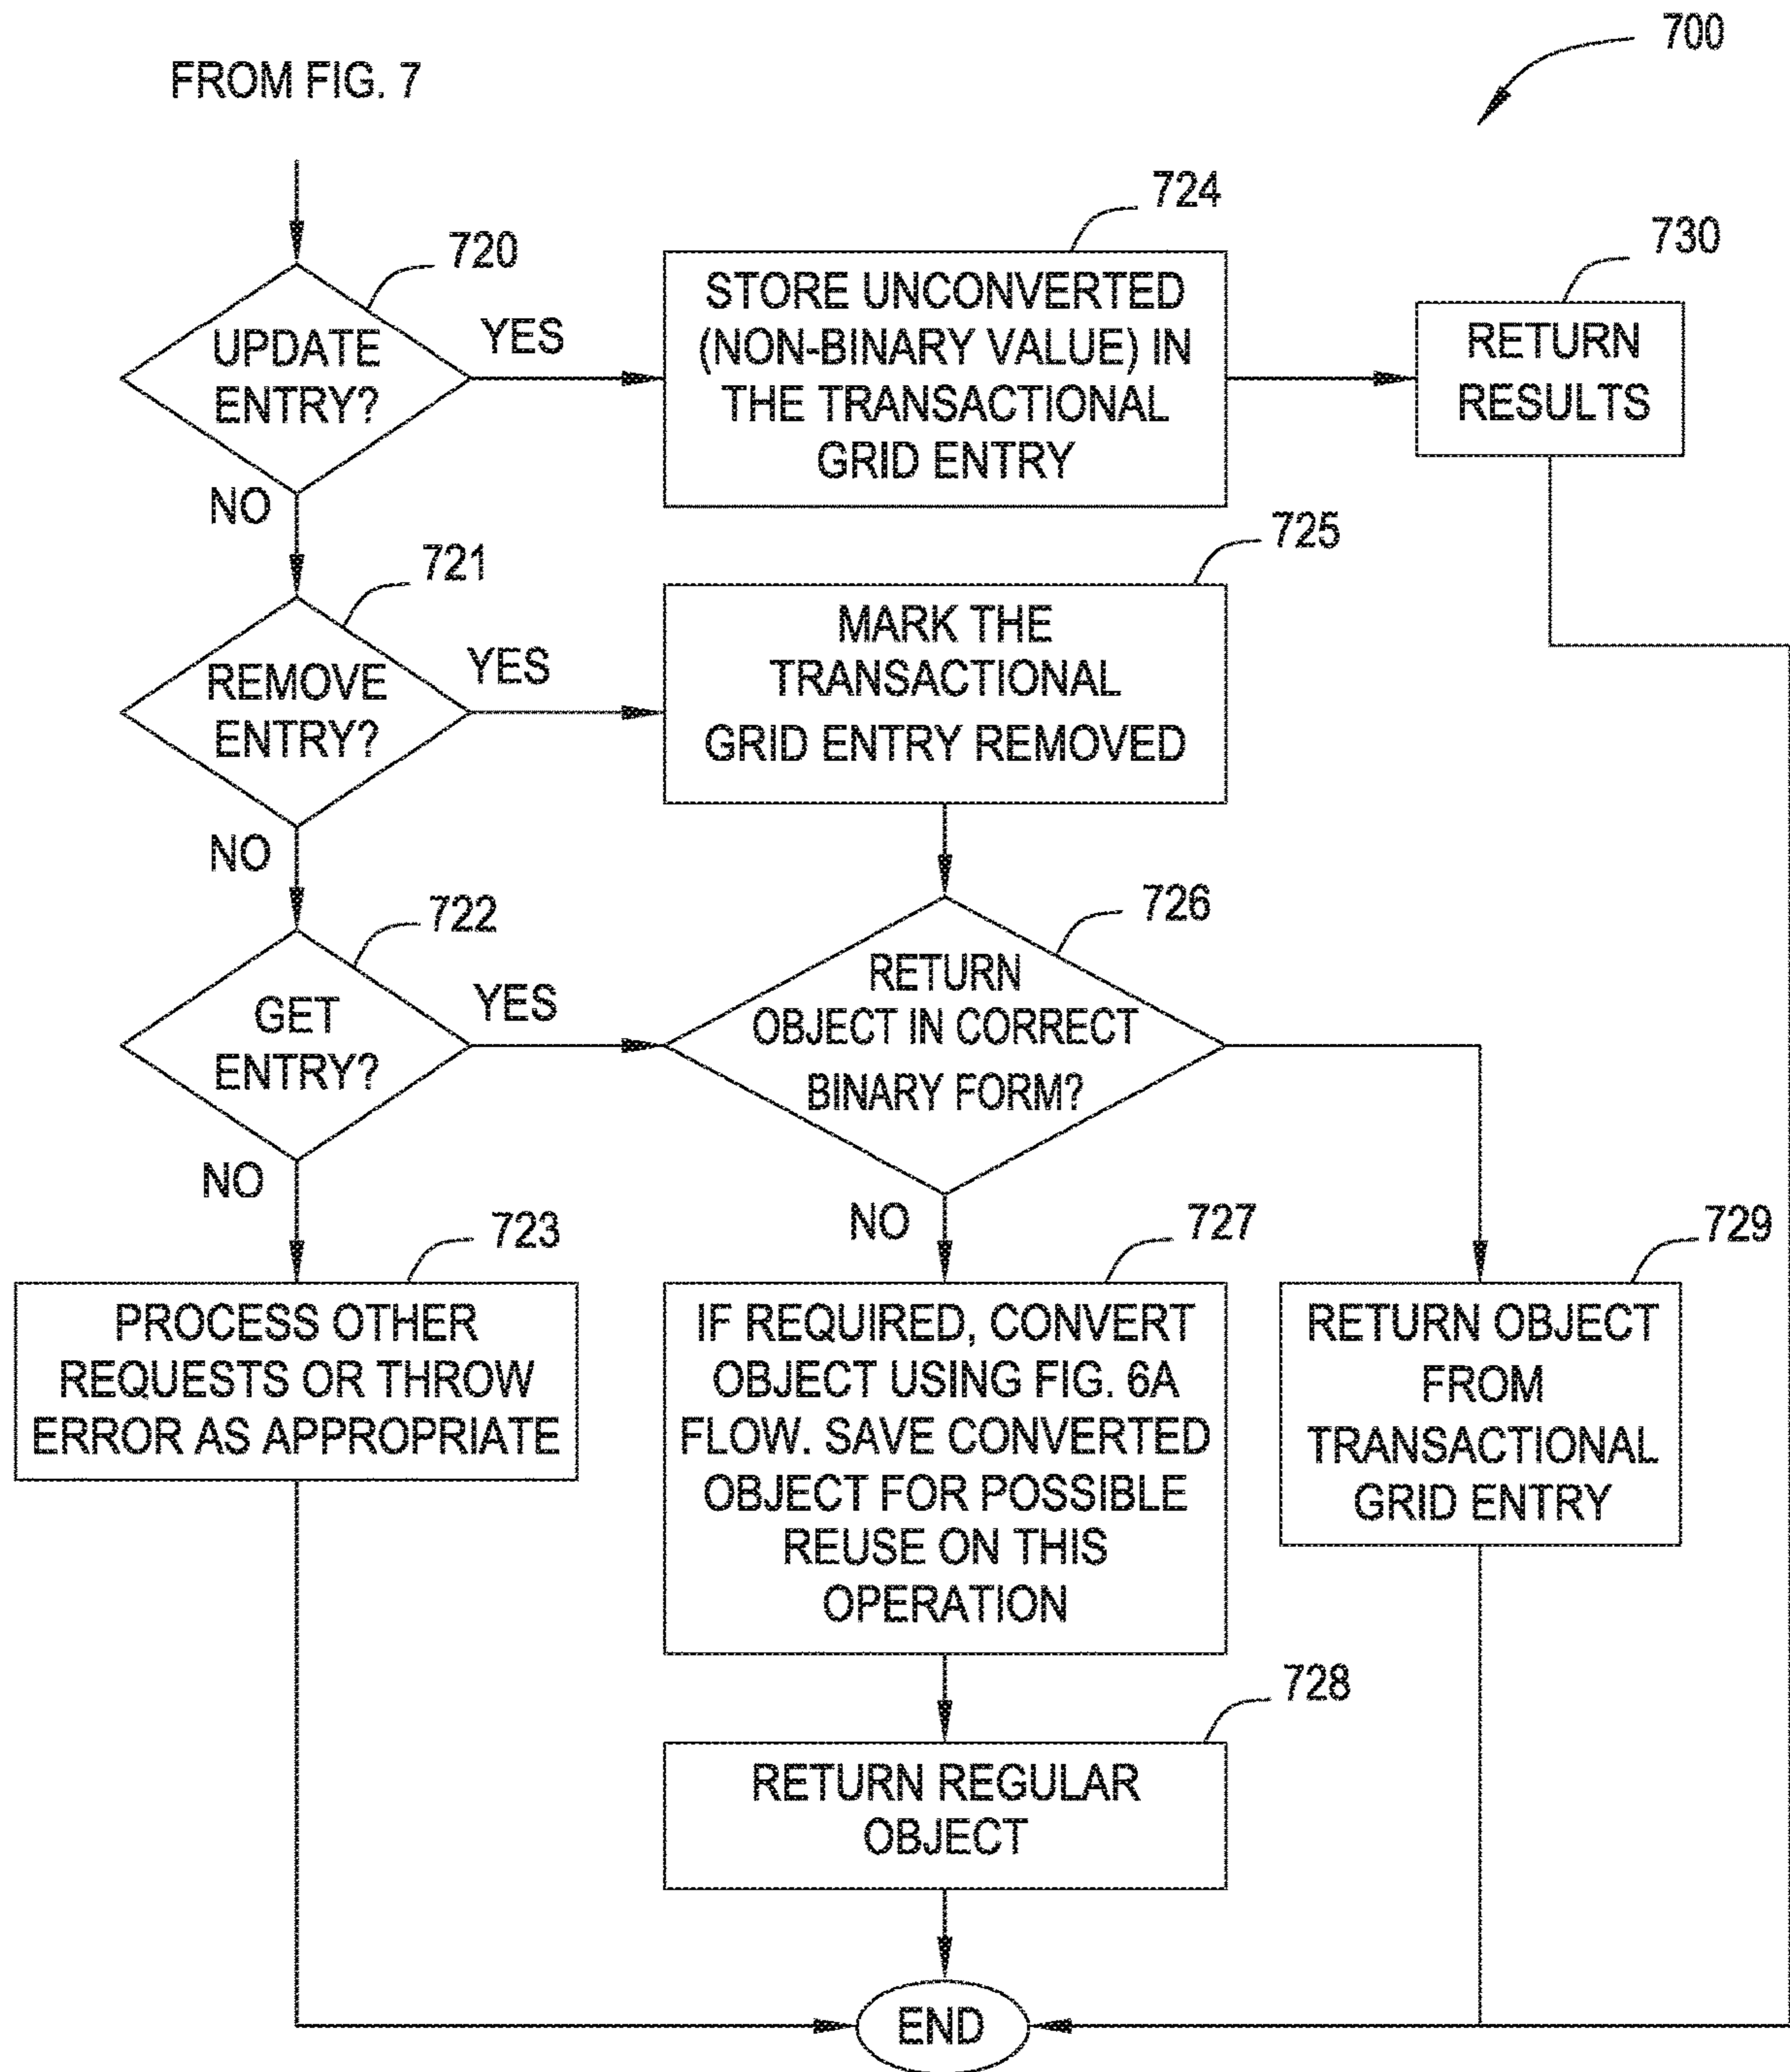 700
FROM FIG. 7
720
UPDATE
ENTRY?
YES
NO
724
STORE UNCONVERTED
(NON-BINARY VALUE) IN
THE TRANSACTIONAL
GRID ENTRY
730
RETURN
RESULTS
721
REMOVE
ENTRY?
YES
NO
725
MARK THE
TRANSACTIONAL
GRID ENTRY REMOVED
722
GET
ENTRY?
YES
NO
726
RETURN
OBJECT IN CORRECT
BINARY FORM?
NO
723
PROCESS OTHER
REQUESTS OR THROW
ERROR AS APPROPRIATE
727
IF REQUIRED, CONVERT
OBJECT USING FIG. 6A
FLOW. SAVE CONVERTED
OBJECT FOR POSSIBLE
REUSE ON THIS
OPERATION
729
RETURN OBJECT
FROM
TRANSACTIONAL
GRID ENTRY
728
RETURN REGULAR
OBJECT
END